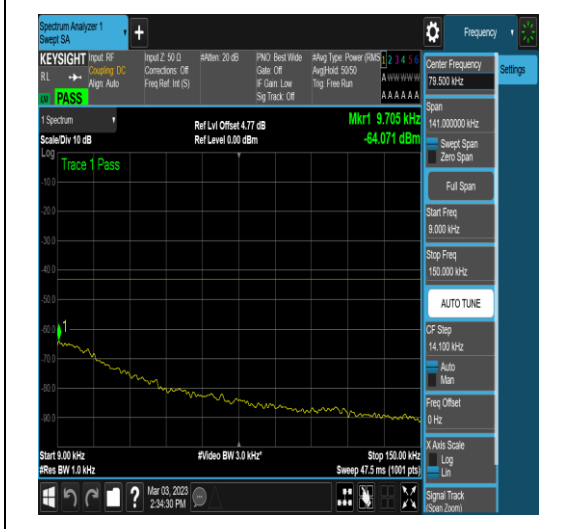 Spectrum Analyzer 1
Swept SA
+
Frequency
KEYSIGHT
RL
PASS
Input: RF
Coupling: DC
Align: Auto
Input Z: 50 Ω
Corrections: Off
Freq Ref: Int (S)
#Atten: 20 dB
PNO: Best Wide
Gate: Off
IF Gain: Low
Sig Track: Off
#Avg Type: Power (RMS
Avg|Hold: 50/50
Trig: Free Run
1 2 3 4 5 6
A W W W W W
A A A A A A
1 Spectrum
Scale/Div 10 dB
Ref Lvl Offset 4.77 dB
Ref Level 0.00 dBm
Mkr1 9.705 kHz
-64.071 dBm
Log
Trace 1 Pass
-10.0
-20.0
-30.0
-40.0
-50.0
-60.0
1
-70.0
-80.0
-90.0
Start 9.00 kHz
#Video BW 3.0 kHz*
Stop 150.00 kHz
#Res BW 1.0 kHz
Sweep 47.5 ms (1001 pts)
Mar 03, 2023
2:34:30 PM
?
Center Frequency
79.500 kHz
Settings
Span
141.000000 kHz
Swept Span
Zero Span
Full Span
Start Freq
9.000 kHz
Stop Freq
150.000 kHz
AUTO TUNE
CF Step
14.100 kHz
Auto
Man
Freq Offset
0 Hz
X Axis Scale
Log
Lin
Signal Track
(Span Zoom)